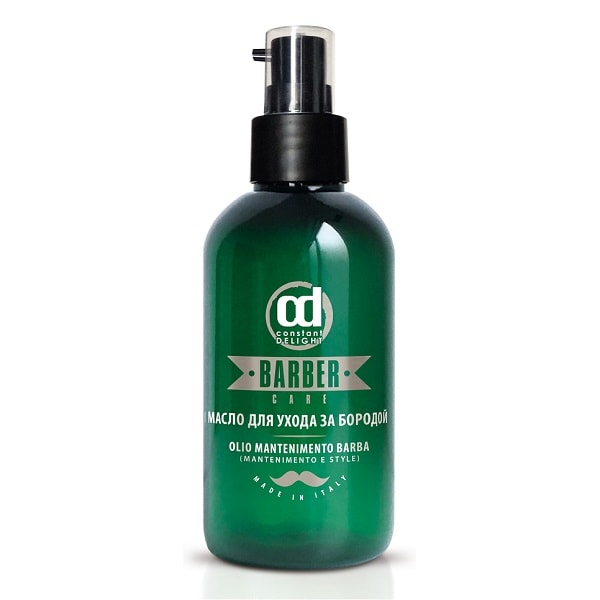 cd
constant
DELIGHT
BARBER
CARE
МАСЛО ДЛЯ УХОДА ЗА БОРОДОЙ
OLIO MANTENIMENTO BARBA
(MANTENIMENTO E STYLE)
MADE IN ITALY